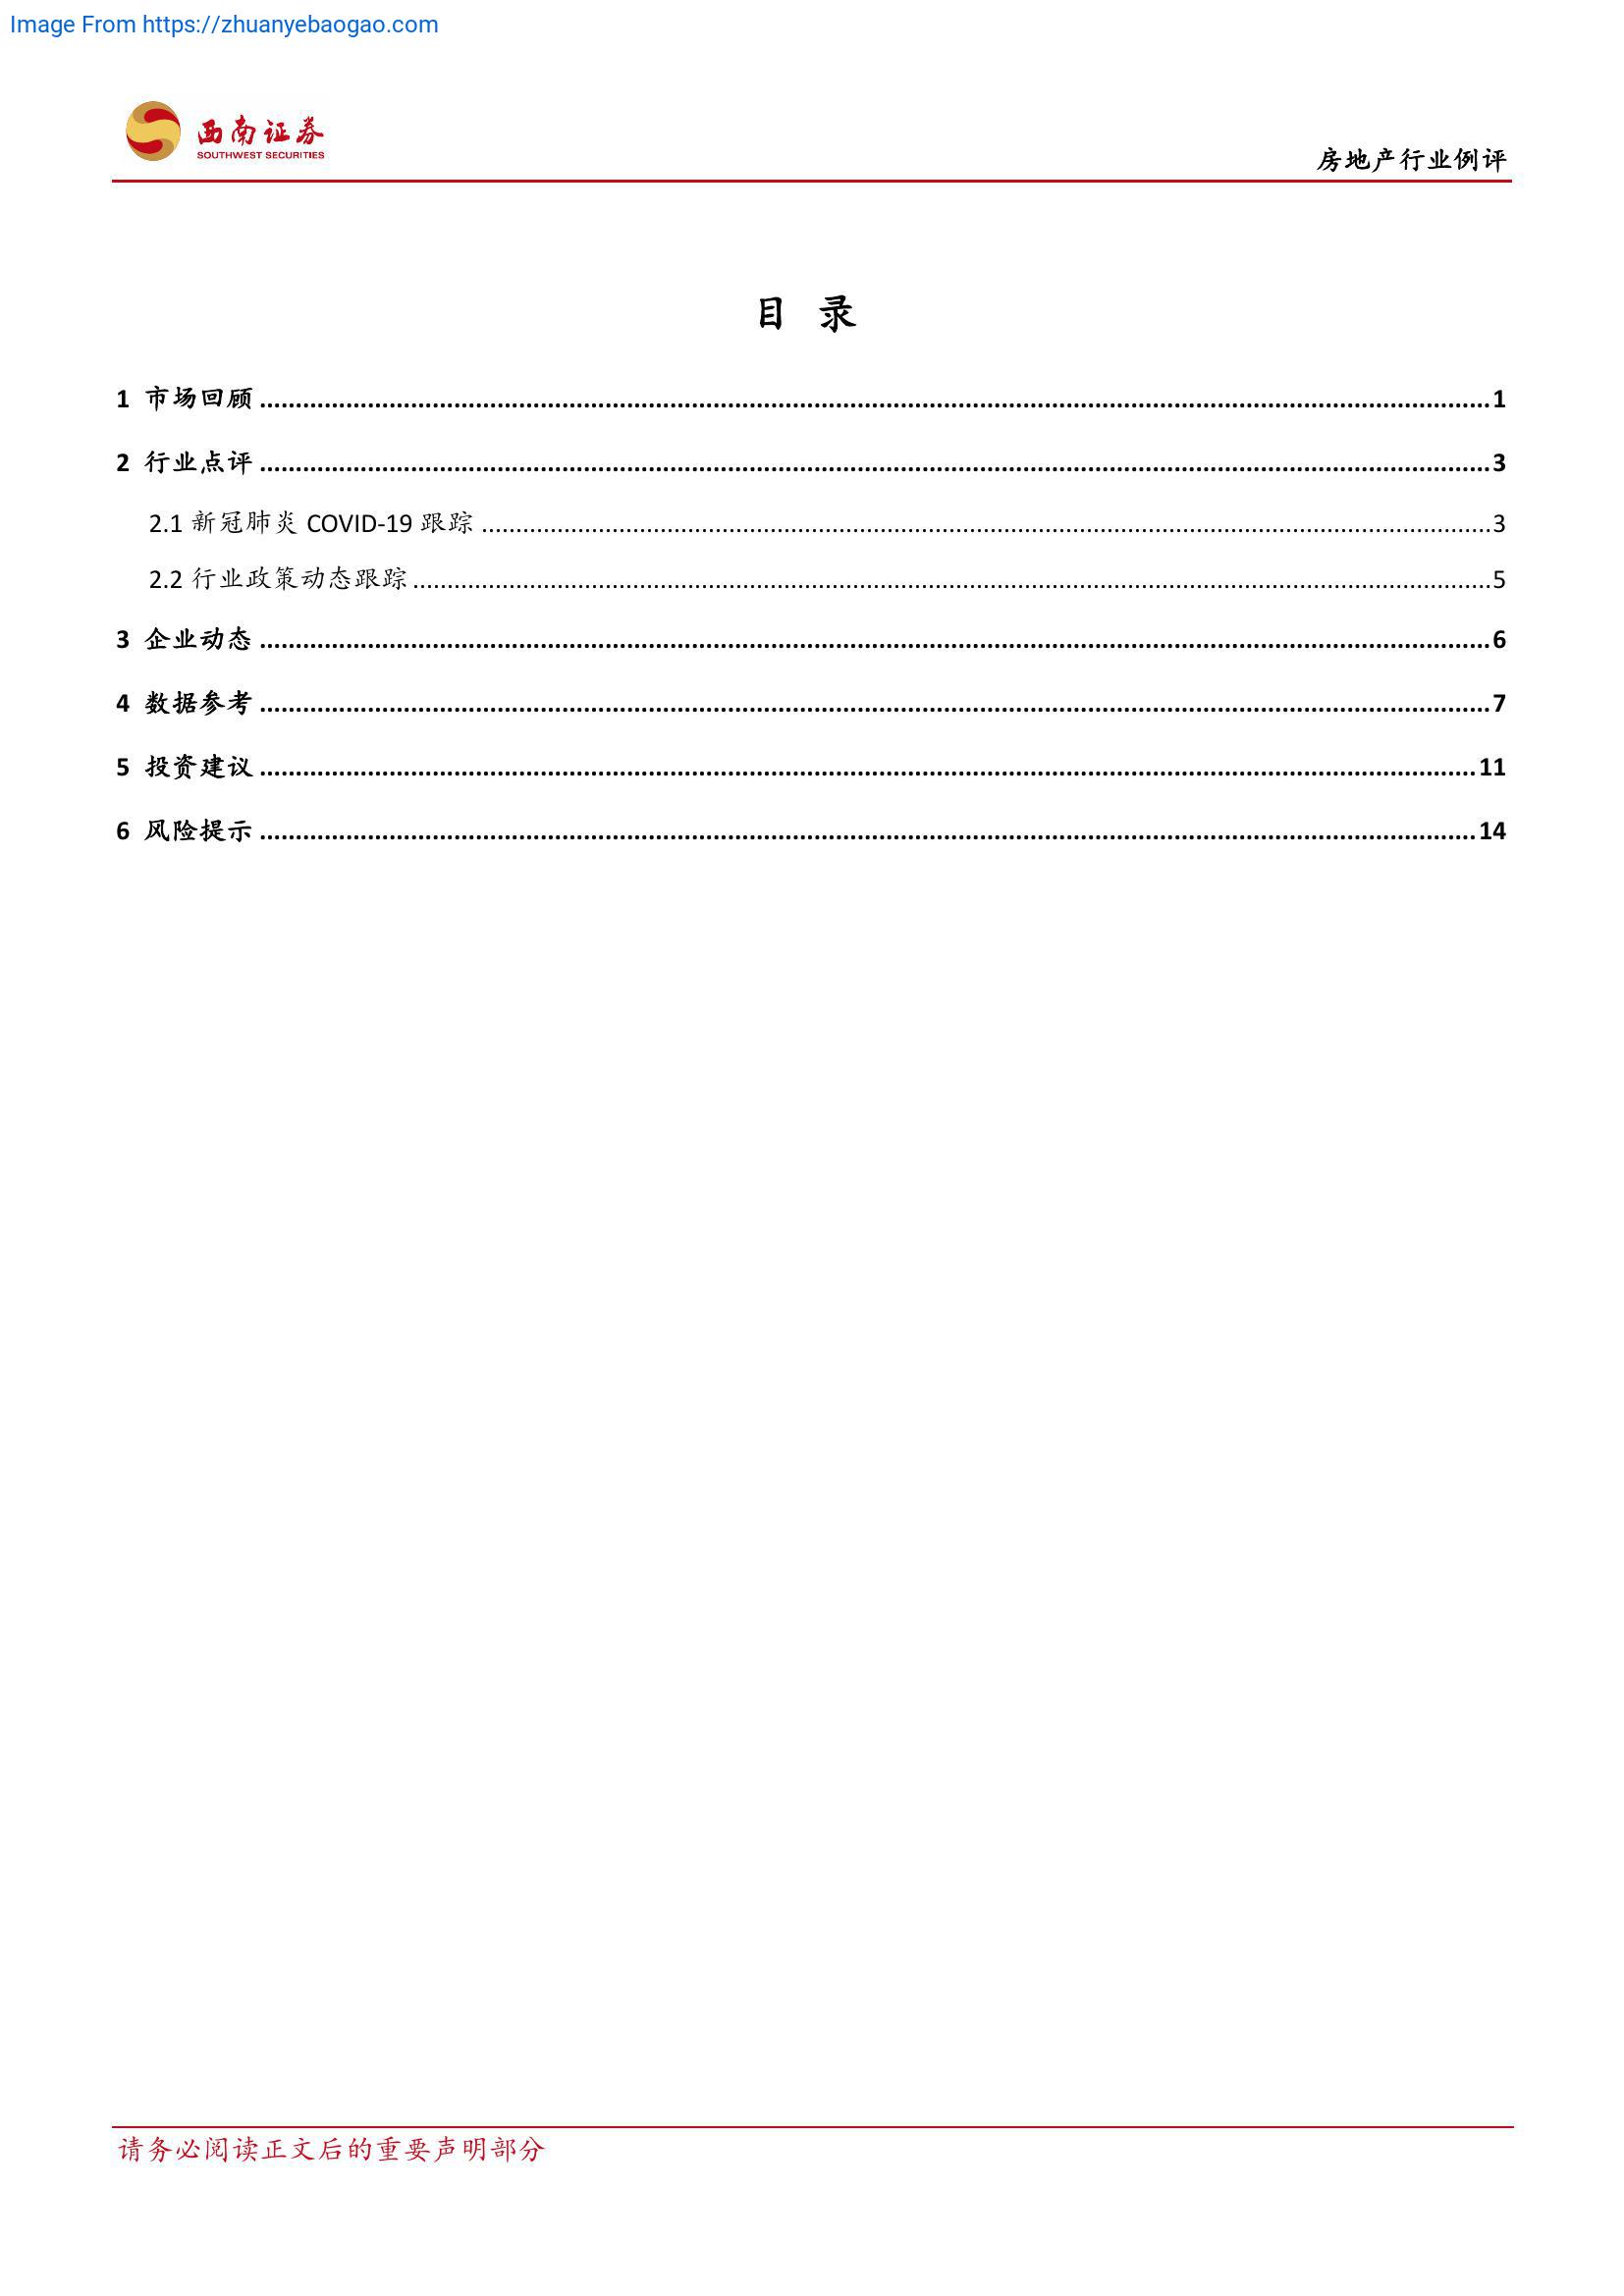 Image From https://zhuanyebaogao.com
西南证券
SOUTHWEST SECURITIES
房地产行业例评
目 录
1 市场回顾 ........ 1
2 行业点评 ........ 3
2.1 新冠肺炎 COVID-19 跟踪 ........ 3
2.2 行业政策动态跟踪 ........ 5
3 企业动态 ........ 6
4 数据参考 ........ 7
5 投资建议 ........ 11
6 风险提示 ........ 14
请务必阅读正文后的重要声明部分